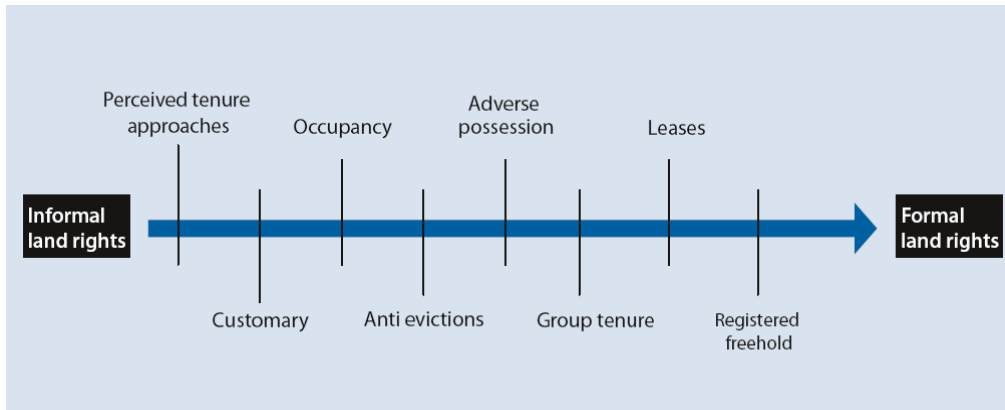 Perceived tenure
approaches
Occupancy
Adverse
possession
Leases
Informal
land rights
Formal
land rights
Customary
Anti evictions
Group tenure
Registered
freehold